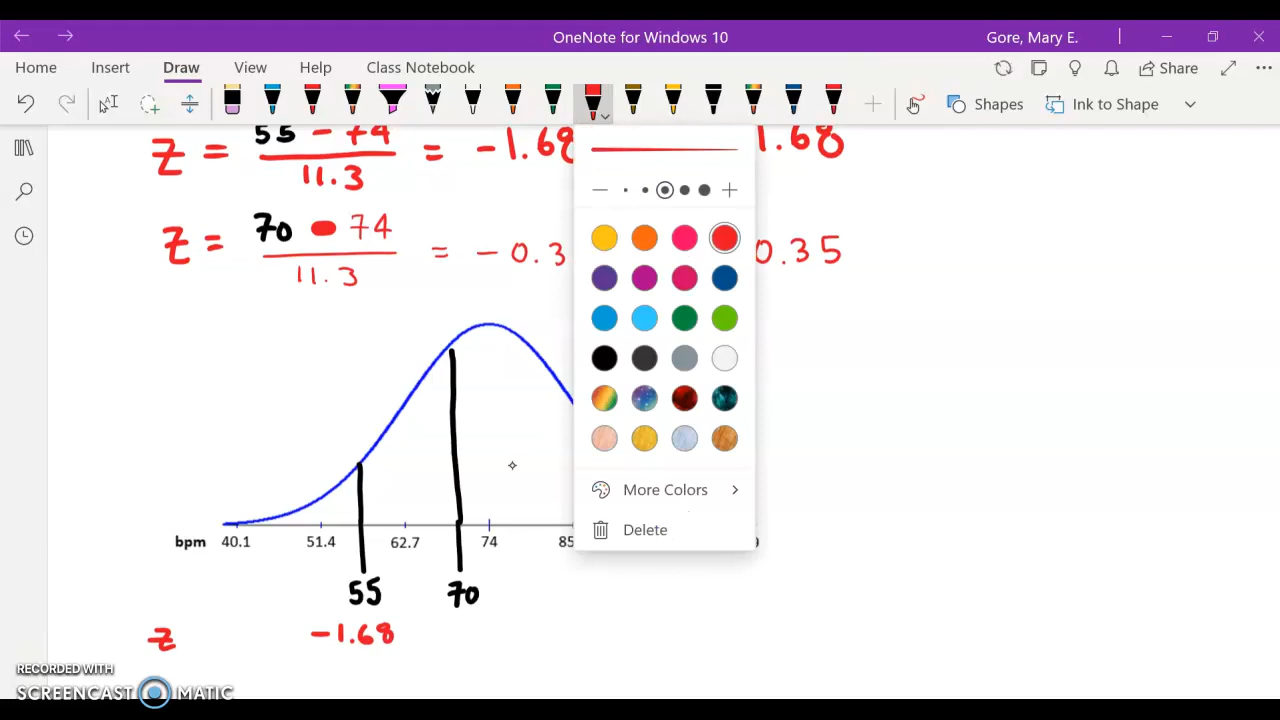 OneNote for Windows 10 Gore, Mary E.
Home Insert Draw View Help Class Notebook Share
Shapes Ink to Shape
z = 55 - 74 / 11.3 = -1.68 1.68
z = 70 - 74 / 11.3 = -0.3 0.35
More Colors
Delete
bpm 40.1 51.4 62.7 74 85
55 70
z -1.68
RECORDED WITH
SCREENCAST MATIC